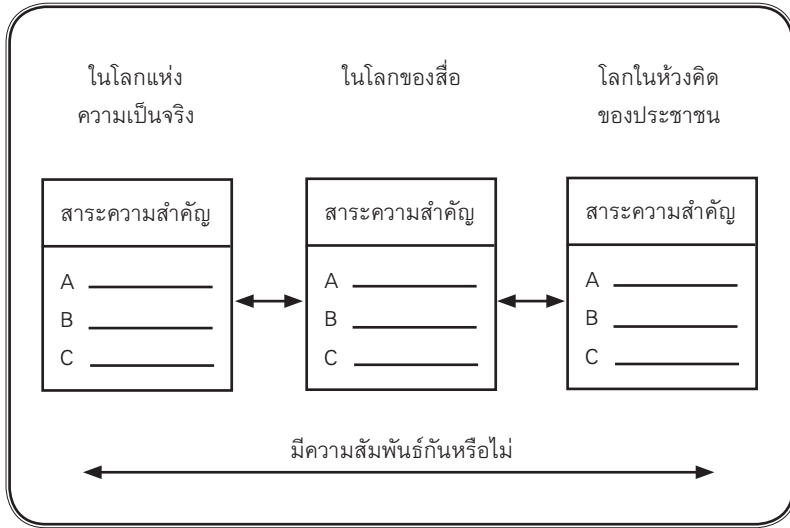 ในโลกแห่ง
ความเป็นจริง
ในโลกของสื่อ
โลกในห้วงคิด
ของประชาชน
สาระความสำคัญ
A
B
C
สาระความสำคัญ
A
B
C
สาระความสำคัญ
A
B
C
มีความสัมพันธ์กันหรือไม่